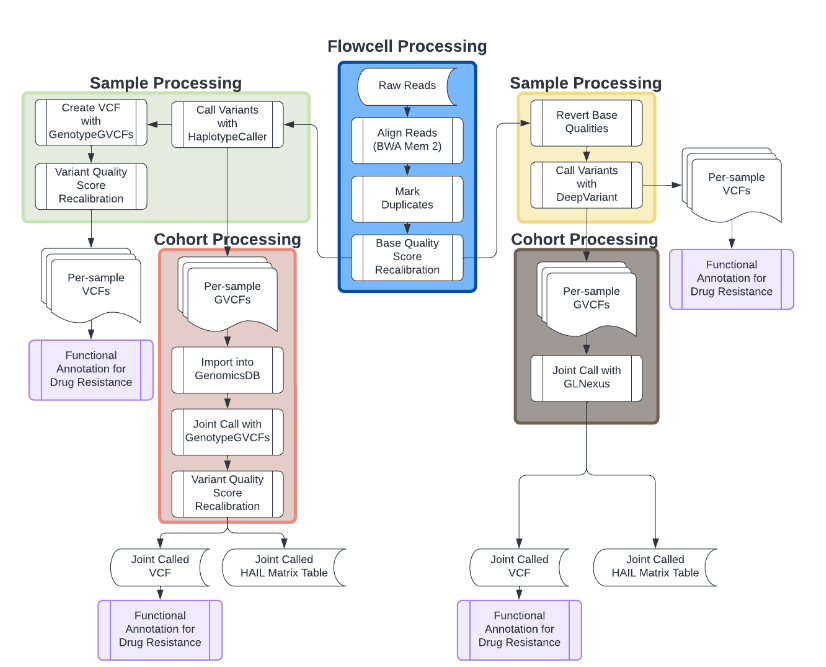 Flowcell Processing
Raw Reads
Align Reads
(BWA Mem 2)
Mark
Duplicates
Base Quality
Score
Recalibration
Sample Processing
Create VCF
with
GenotypeGVCFs
Call Variants
with
HaplotypeCaller
Variant Quality
Score
Recalibration
Per-sample
VCFs
Functional
Annotation for
Drug Resistance
Cohort Processing
Per-sample
GVCFs
Import into
GenomicsDB
Joint Call with
GenotypeGVCFs
Variant Quality
Score
Recalibration
Joint Called
VCF
Joint Called
HAIL Matrix Table
Functional
Annotation for
Drug Resistance
Sample Processing
Revert Base
Qualities
Call Variants
with
DeepVariant
Per-sample
VCFs
Functional
Annotation for
Drug Resistance
Cohort Processing
Per-sample
GVCFs
Joint Call with
GLNexus
Joint Called
VCF
Joint Called
HAIL Matrix Table
Functional
Annotation for
Drug Resistance